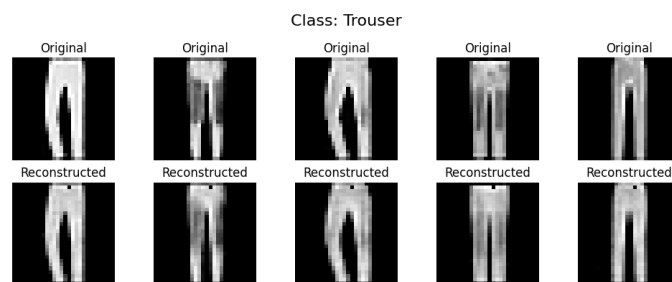 Class: Trouser
Original Original Original Original Original
Reconstructed Reconstructed Reconstructed Reconstructed Reconstructed